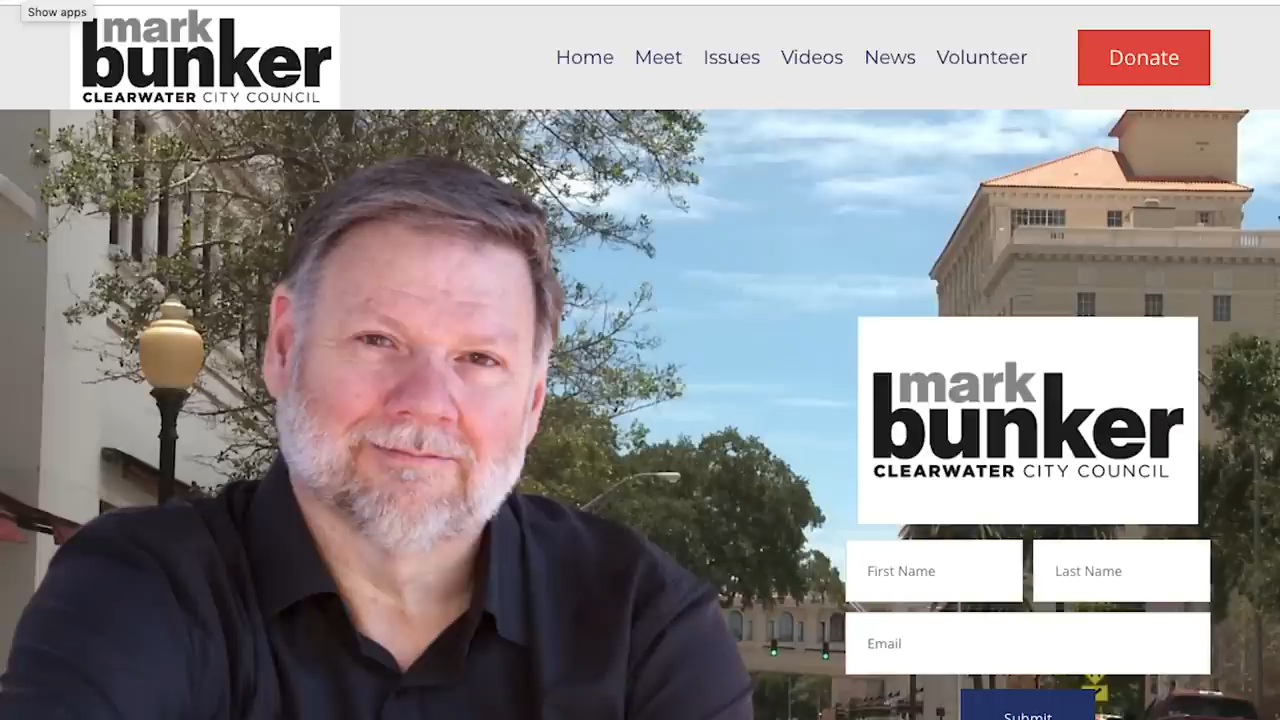 Show apps
mark
bunker
CLEARWATER CITY COUNCIL
Home Meet Issues Videos News Volunteer
Donate
mark
bunker
CLEARWATER CITY COUNCIL
First Name
Last Name
Email
Submit